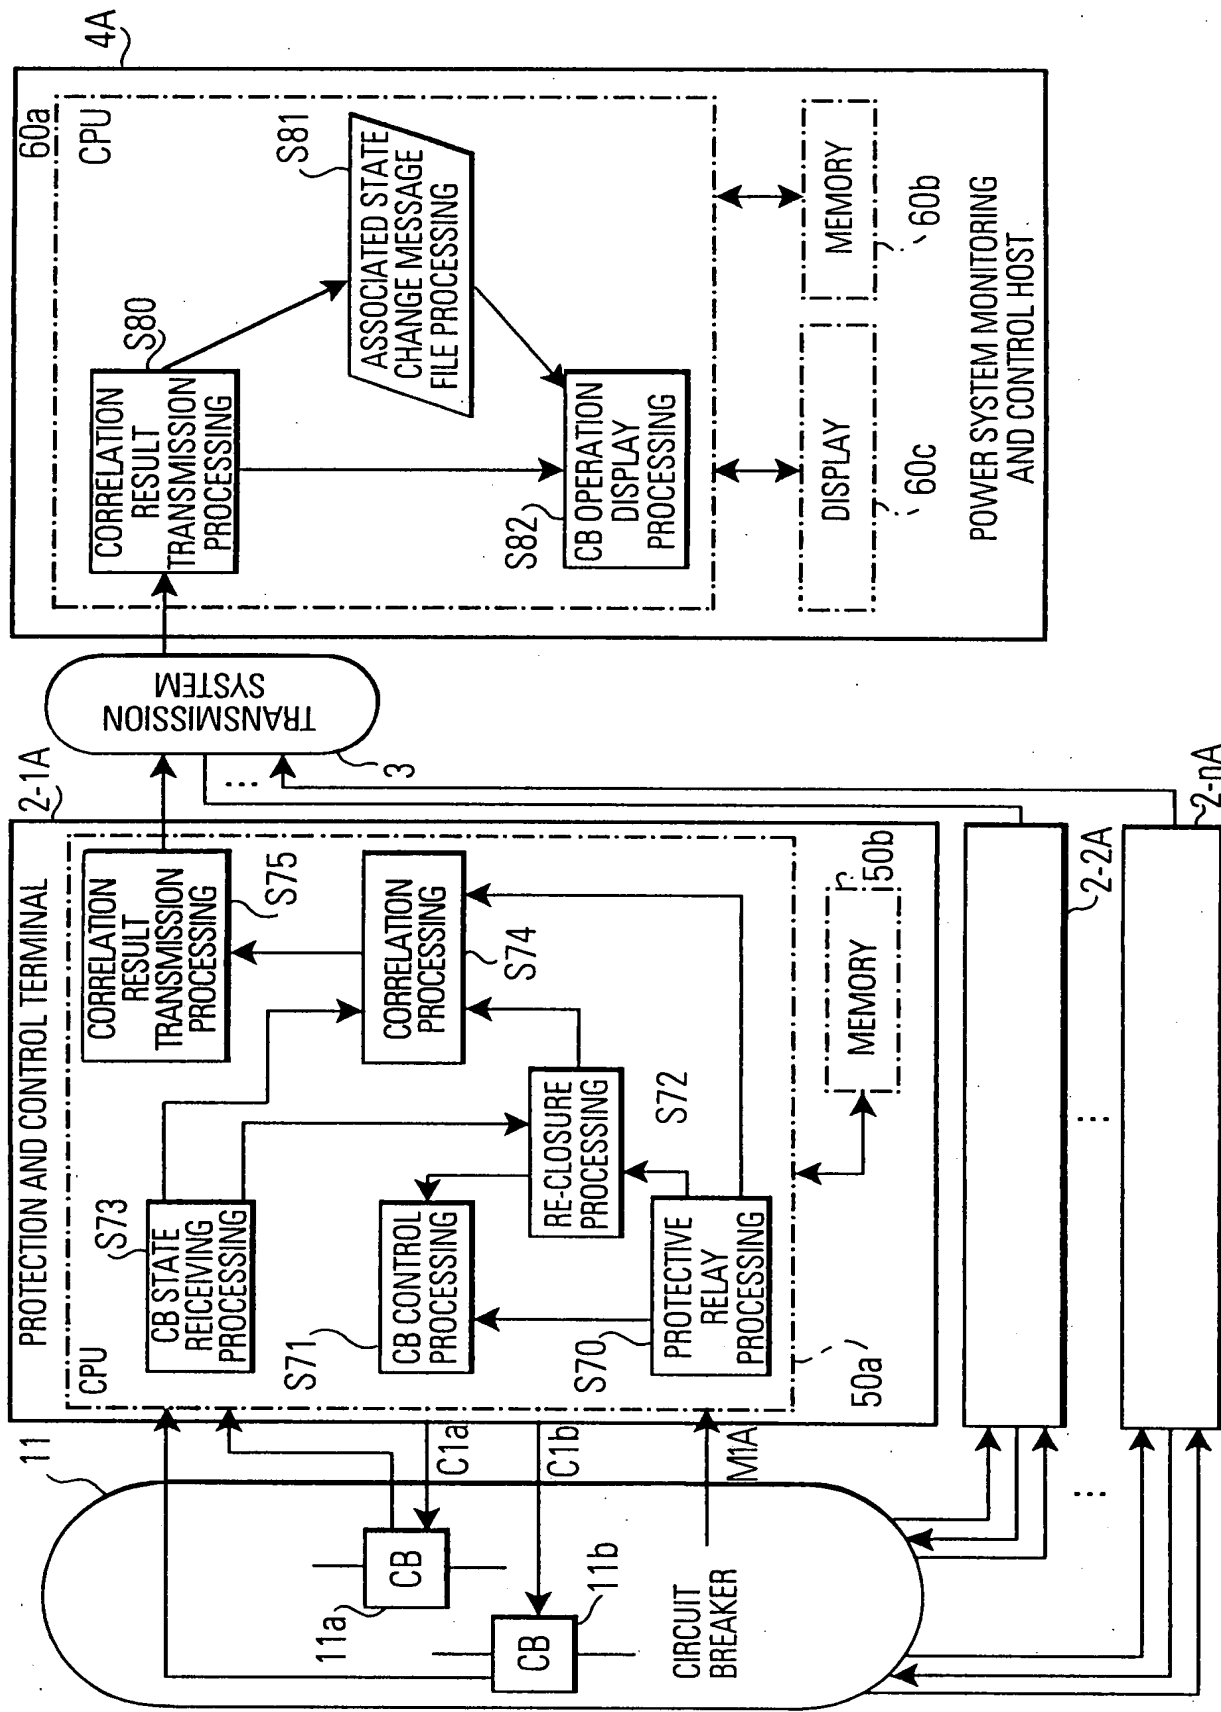 11
11a
CB
CB
11b
CIRCUIT
BREAKER
C1a
C1b
M1A
PROTECTION AND CONTROL TERMINAL
2-1A
CPU
S73
CB STATE
REICEIVING
PROCESSING
S71
CB CONTROL
PROCESSING
S70
PROTECTIVE
RELAY
PROCESSING
50a
S72
RE-CLOSURE
PROCESSING
CORRELATION
PROCESSING
S74
CORRELATION
RESULT
TRANSMISSION
PROCESSING
S75
MEMORY
50b
2-2A
2-nA
TRANSMISSION
SYSTEM
3
4A
60a
CPU
CORRELATION
RESULT
TRANSMISSION
PROCESSING
S80
ASSOCIATED STATE
CHANGE MESSAGE
FILE PROCESSING
S81
S82
CB OPERATION
DISPLAY
PROCESSING
DISPLAY
60c
MEMORY
60b
POWER SYSTEM MONITORING
AND CONTROL HOST